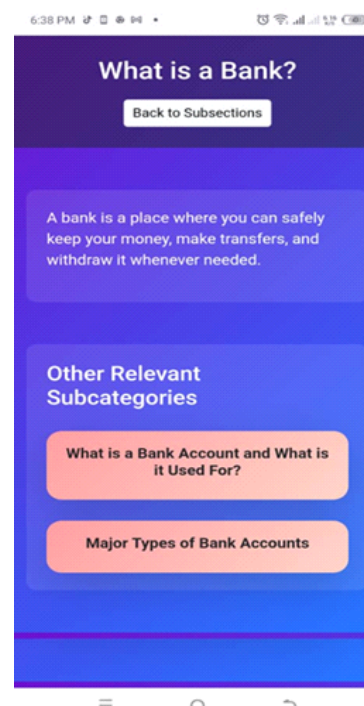 6:38 PM
What is a Bank?
Back to Subsections
A bank is a place where you can safely
keep your money, make transfers, and
withdraw it whenever needed.
Other Relevant
Subcategories
What is a Bank Account and What is
it Used For?
Major Types of Bank Accounts